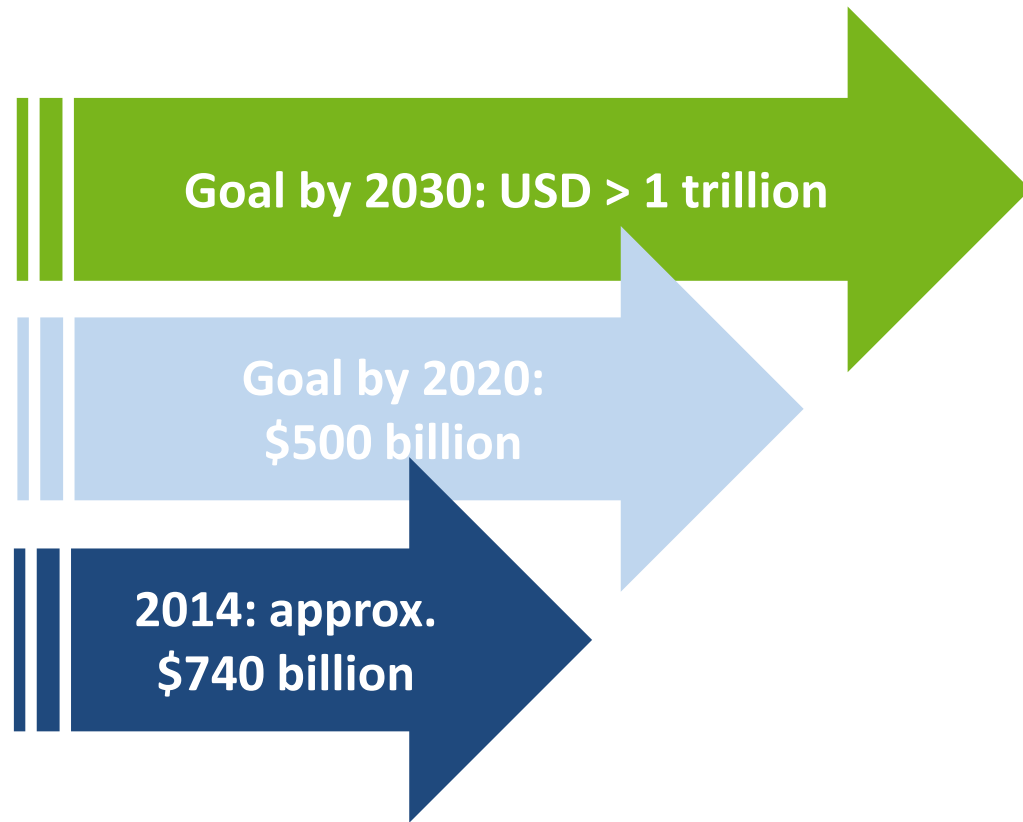 Goal by 2030: USD > 1 trillion
Goal by 2020:
$500 billion
2014: approx.
$740 billion